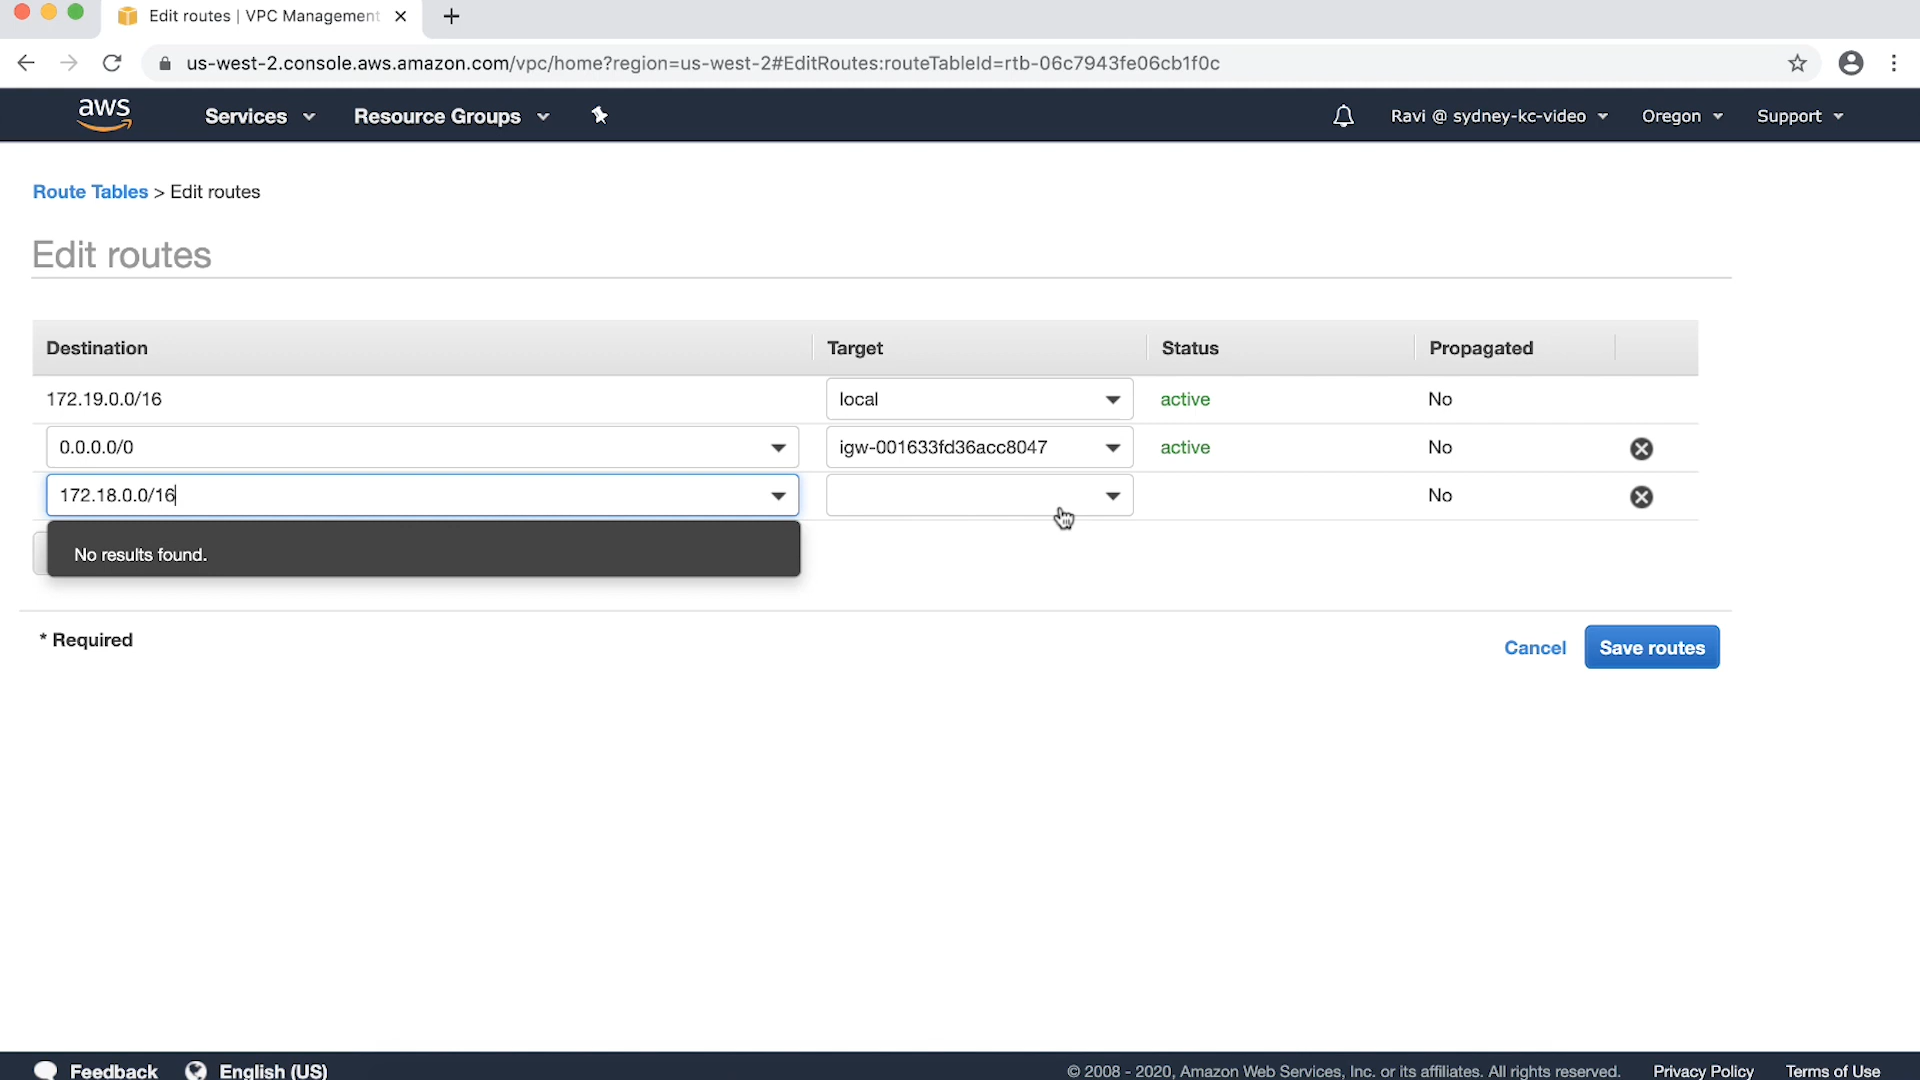 Edit routes | VPC Management
us-west-2.console.aws.amazon.com/vpc/home?region=us-west-2#EditRoutes:routeTableId=rtb-06c7943fe06cb1f0c
aws Services Resource Groups Ravi @ sydney-kc-video Oregon Support
Route Tables > Edit routes
Edit routes
Destination Target Status Propagated
172.19.0.0/16 local active No
0.0.0.0/0 igw-001633fd36acc8047 active No
172.18.0.0/16 No
No results found.
* Required
Cancel Save routes
Feedback English (US) © 2008 - 2020, Amazon Web Services, Inc. or its affiliates. All rights reserved. Privacy Policy Terms of Use